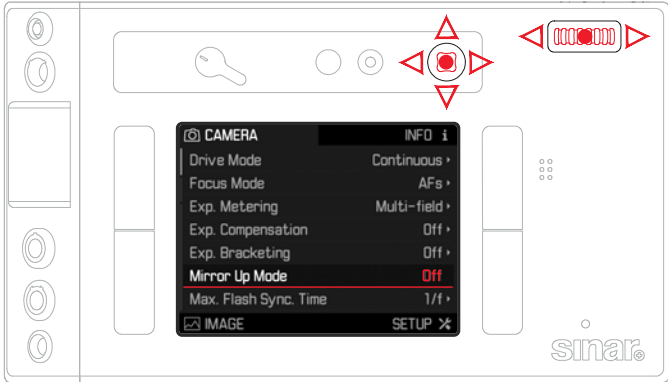 CAMERA INFO i
Drive Mode Continuous
Focus Mode AFs
Exp. Metering Multi-field
Exp. Compensation Off
Exp. Bracketing Off
Mirror Up Mode Off
Max. Flash Sync. Time 1/f
IMAGE SETUP
sınar